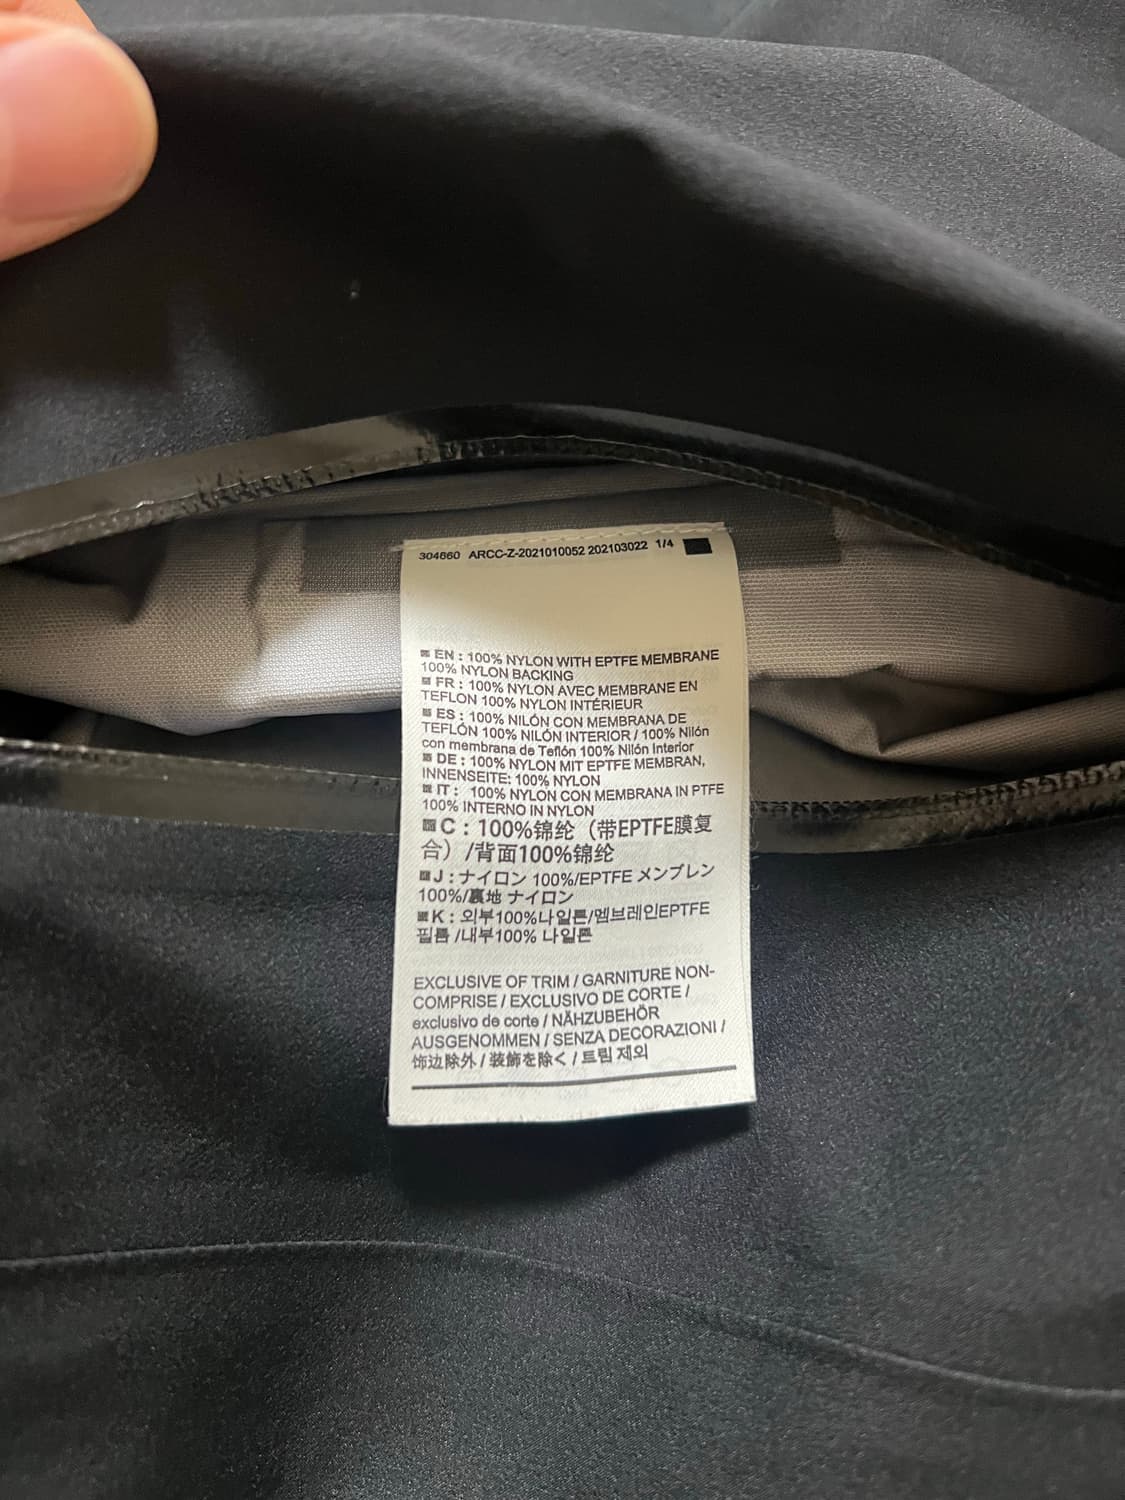 304660 ARCC-Z-2021010052 202103022 1/4
EN : 100% NYLON WITH EPTFE MEMBRANE
100% NYLON BACKING
FR : 100% NYLON AVEC MEMBRANE EN
TEFLON 100% NYLON INTÉRIEUR
ES : 100% NILÓN CON MEMBRANA DE
TEFLÓN 100% NILÓN INTERIOR / 100% Nilón
con membrana de Teflón 100% Nilón Interior
DE : 100% NYLON MIT EPTFE MEMBRAN,
INNENSEITE: 100% NYLON
IT : 100% NYLON CON MEMBRANA IN PTFE
100% INTERNO IN NYLON
C : 100%锦纶（带EPTFE膜复
合）/背面100%锦纶
J : ナイロン 100%/EPTFE メンブレン
100%/裏地 ナイロン
K : 외부100%나일론/멤브레인EPTFE
필름 /내부100% 나일론
EXCLUSIVE OF TRIM / GARNITURE NON-
COMPRISE / EXCLUSIVO DE CORTE /
exclusivo de corte / NÄHZUBEHÖR
AUSGENOMMEN / SENZA DECORAZIONI /
饰边除外 / 装飾を除く / 트림 제외